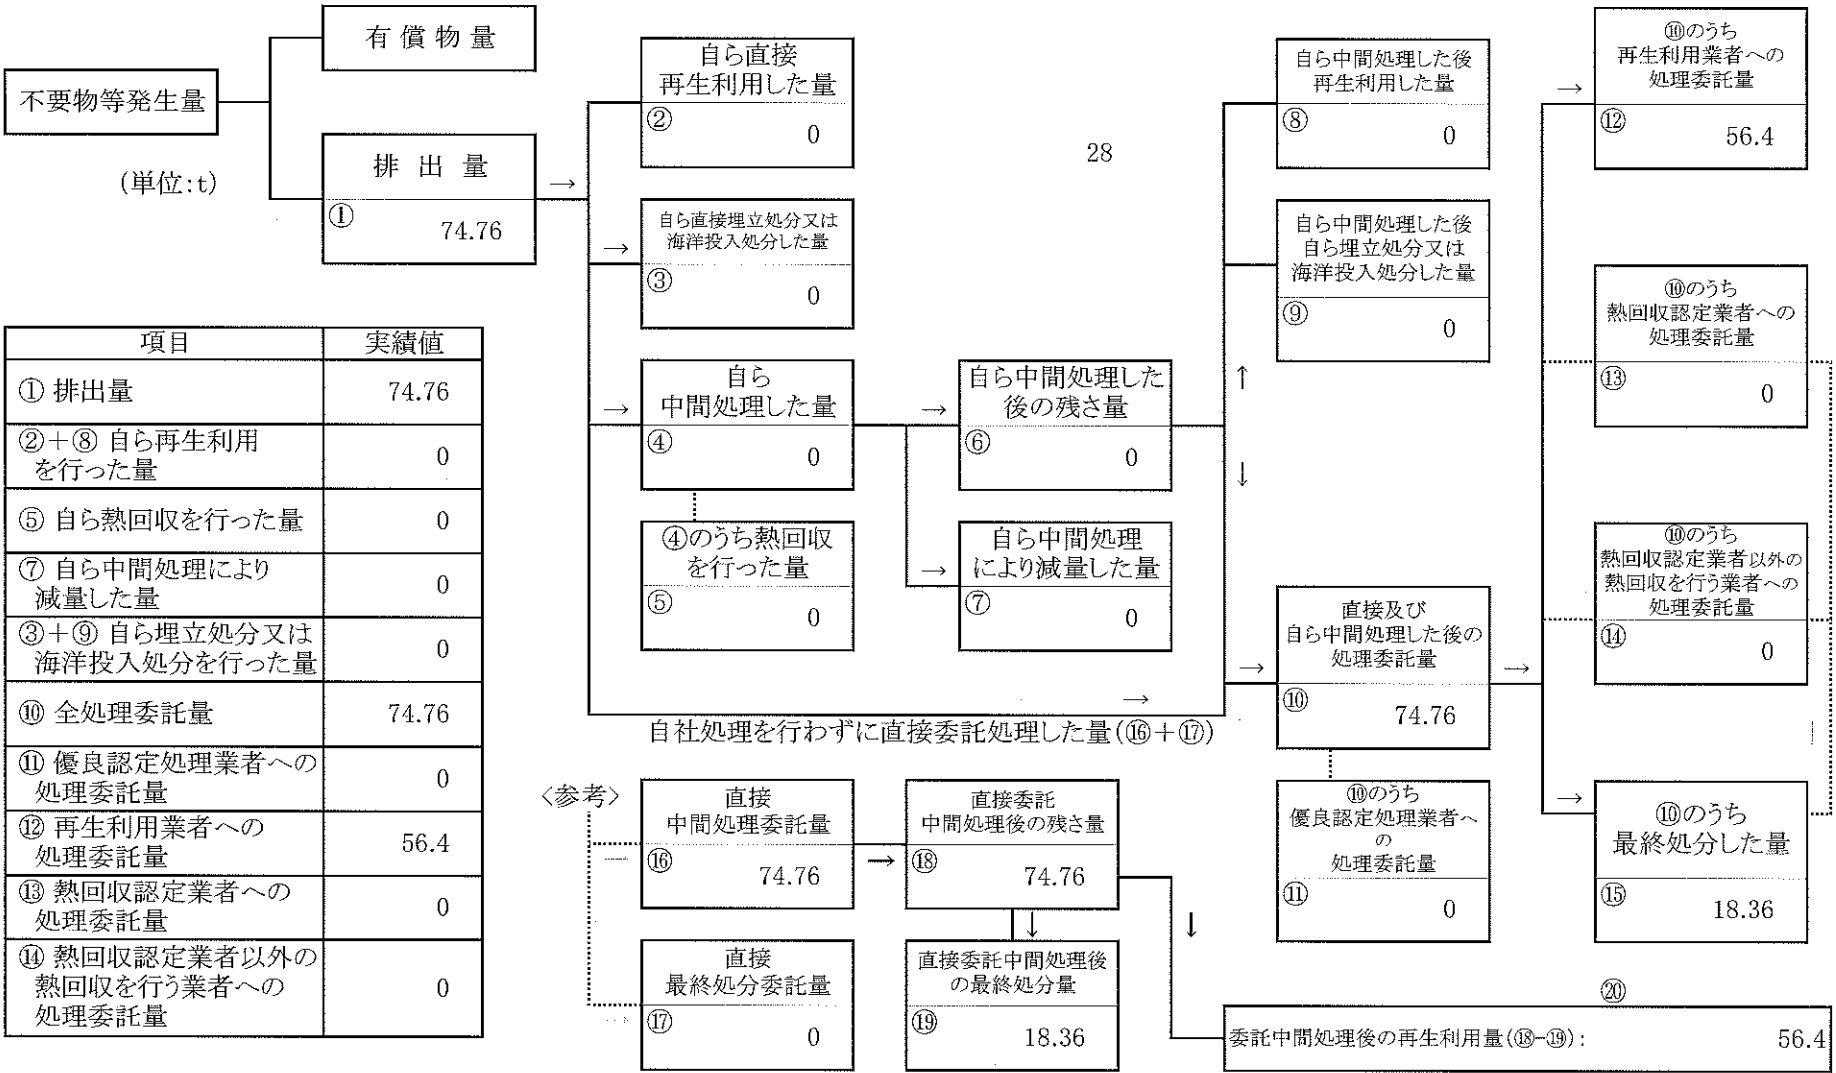 不要物等発生量
(単位:t)
有償物量
排出量
①
74.76
→
自ら直接
再生利用した量
②
0
→
自ら直接埋立処分又は
海洋投入処分した量
③
0
→
自ら
中間処理した量
④
0
④のうち熱回収
を行った量
⑤
0
→
自ら中間処理した
後の残さ量
⑥
0
→
自ら中間処理
により減量した量
⑦
0
28
↑
↓
自ら中間処理した後
再生利用した量
⑧
0
自ら中間処理した後
自ら埋立処分又は
海洋投入処分した量
⑨
0
→
自社処理を行わずに直接委託処理した量(⑯+⑰)
→
直接及び
自ら中間処理した後の
処理委託量
⑩
74.76
⑩のうち
優良認定処理業者へ
の
処理委託量
⑪
0
→
→
⑩のうち
再生利用業者への
処理委託量
⑫
56.4
⑩のうち
熱回収認定業者への
処理委託量
⑬
0
⑩のうち
熱回収認定業者以外の
熱回収を行う業者への
処理委託量
⑭
0
→
⑩のうち
最終処分した量
⑮
18.36
項目 実績値
① 排出量 74.76
②+⑧ 自ら再生利用
を行った量 0
⑤ 自ら熱回収を行った量 0
⑦ 自ら中間処理により
減量した量 0
③+⑨ 自ら埋立処分又は
海洋投入処分を行った量 0
⑩ 全処理委託量 74.76
⑪ 優良認定処理業者への
処理委託量 0
⑫ 再生利用業者への
処理委託量 56.4
⑬ 熱回収認定業者への
処理委託量 0
⑭ 熱回収認定業者以外の
熱回収を行う業者への
処理委託量 0
<参考>
直接
中間処理委託量
⑯
74.76
→
直接委託
中間処理後の残さ量
⑱
74.76
↓
↓
直接
最終処分委託量
⑰
0
直接委託中間処理後
の最終処分量
⑲
18.36
⑳
委託中間処理後の再生利用量(⑱-⑲): 56.4